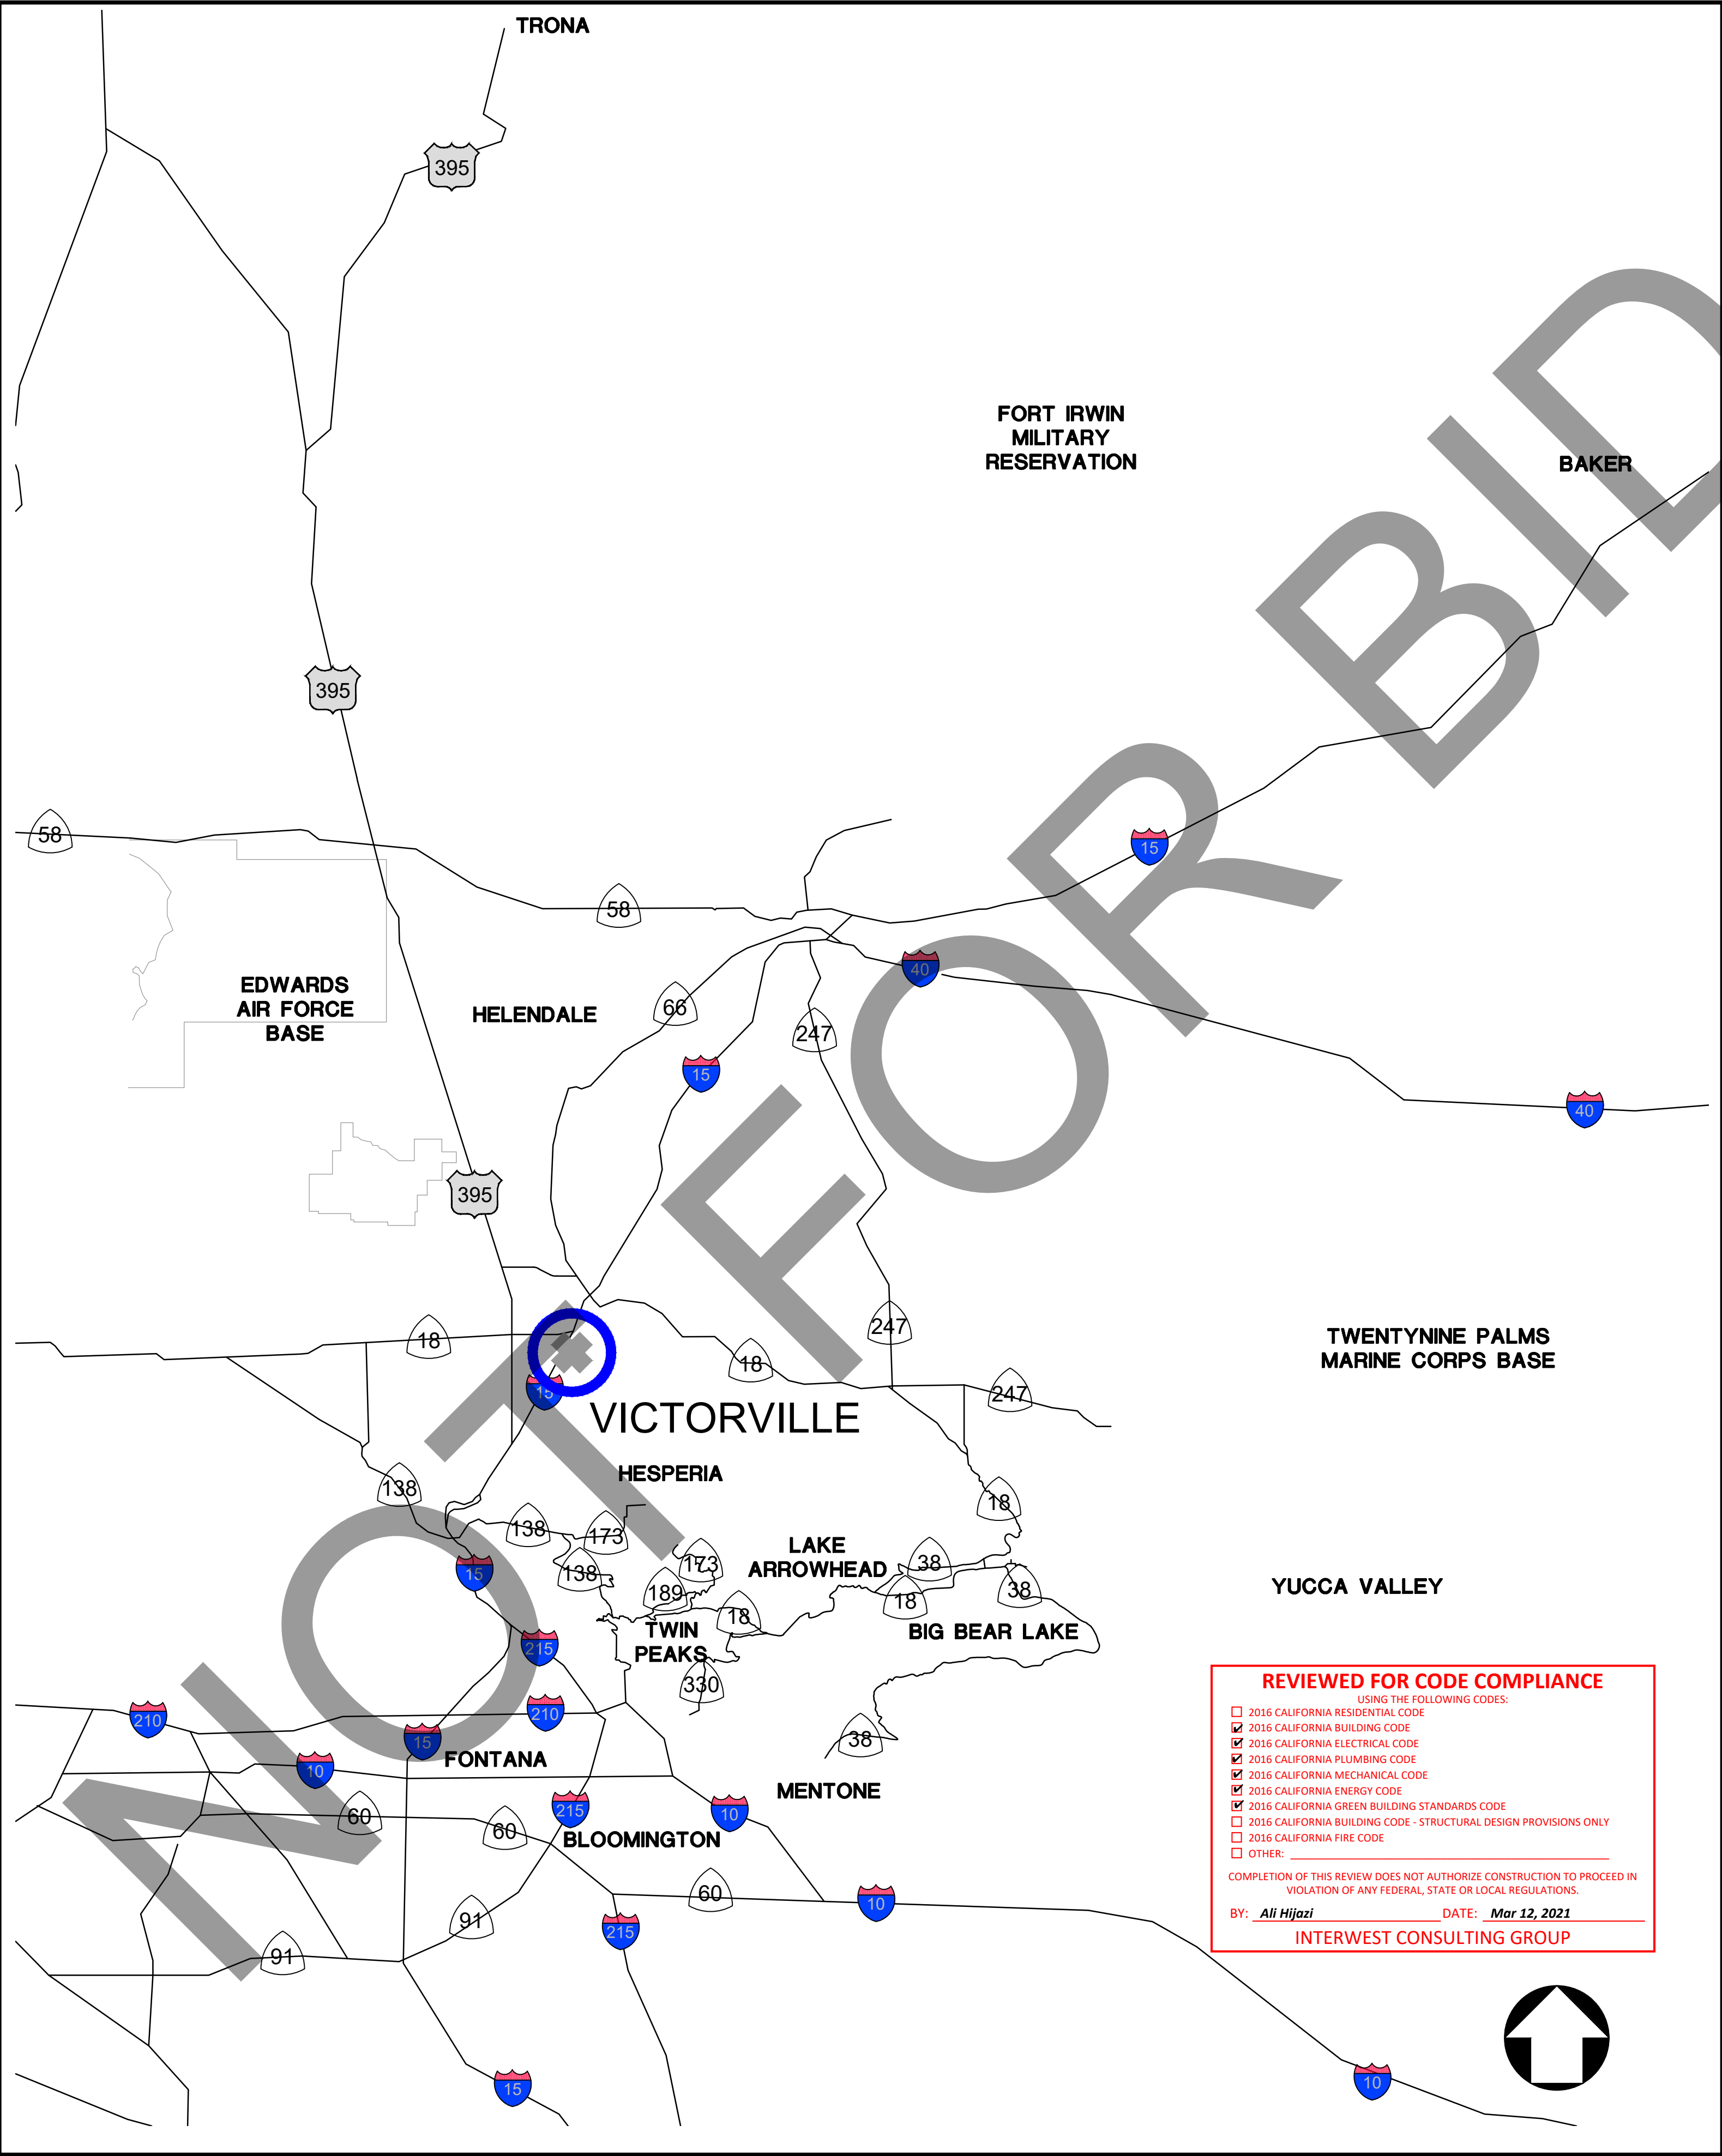 TRONA
395
FORT IRWIN
MILITARY
RESERVATION
BAKER
395
58
15
58
40
EDWARDS
AIR FORCE
BASE
HELENDALE
66
247
15
40
395
247
18
18
TWENTYNINE PALMS
MARINE CORPS BASE
15
247
VICTORVILLE
HESPERIA
138
18
138
173
LAKE
ARROWHEAD
15
138
173
38
189
18
38
YUCCA VALLEY
18
TWIN
PEAKS
BIG BEAR LAKE
215
330
210
210
15
38
FONTANA
10
MENTONE
60
215
10
60
BLOOMINGTON
60
10
91
215
91
15
10
NOT FOR BID
REVIEWED FOR CODE COMPLIANCE
USING THE FOLLOWING CODES:
2016 CALIFORNIA RESIDENTIAL CODE
2016 CALIFORNIA BUILDING CODE
2016 CALIFORNIA ELECTRICAL CODE
2016 CALIFORNIA PLUMBING CODE
2016 CALIFORNIA MECHANICAL CODE
2016 CALIFORNIA ENERGY CODE
2016 CALIFORNIA GREEN BUILDING STANDARDS CODE
2016 CALIFORNIA BUILDING CODE - STRUCTURAL DESIGN PROVISIONS ONLY
2016 CALIFORNIA FIRE CODE
OTHER:
COMPLETION OF THIS REVIEW DOES NOT AUTHORIZE CONSTRUCTION TO PROCEED IN
VIOLATION OF ANY FEDERAL, STATE OR LOCAL REGULATIONS.
BY: Ali Hijazi DATE: Mar 12, 2021
INTERWEST CONSULTING GROUP